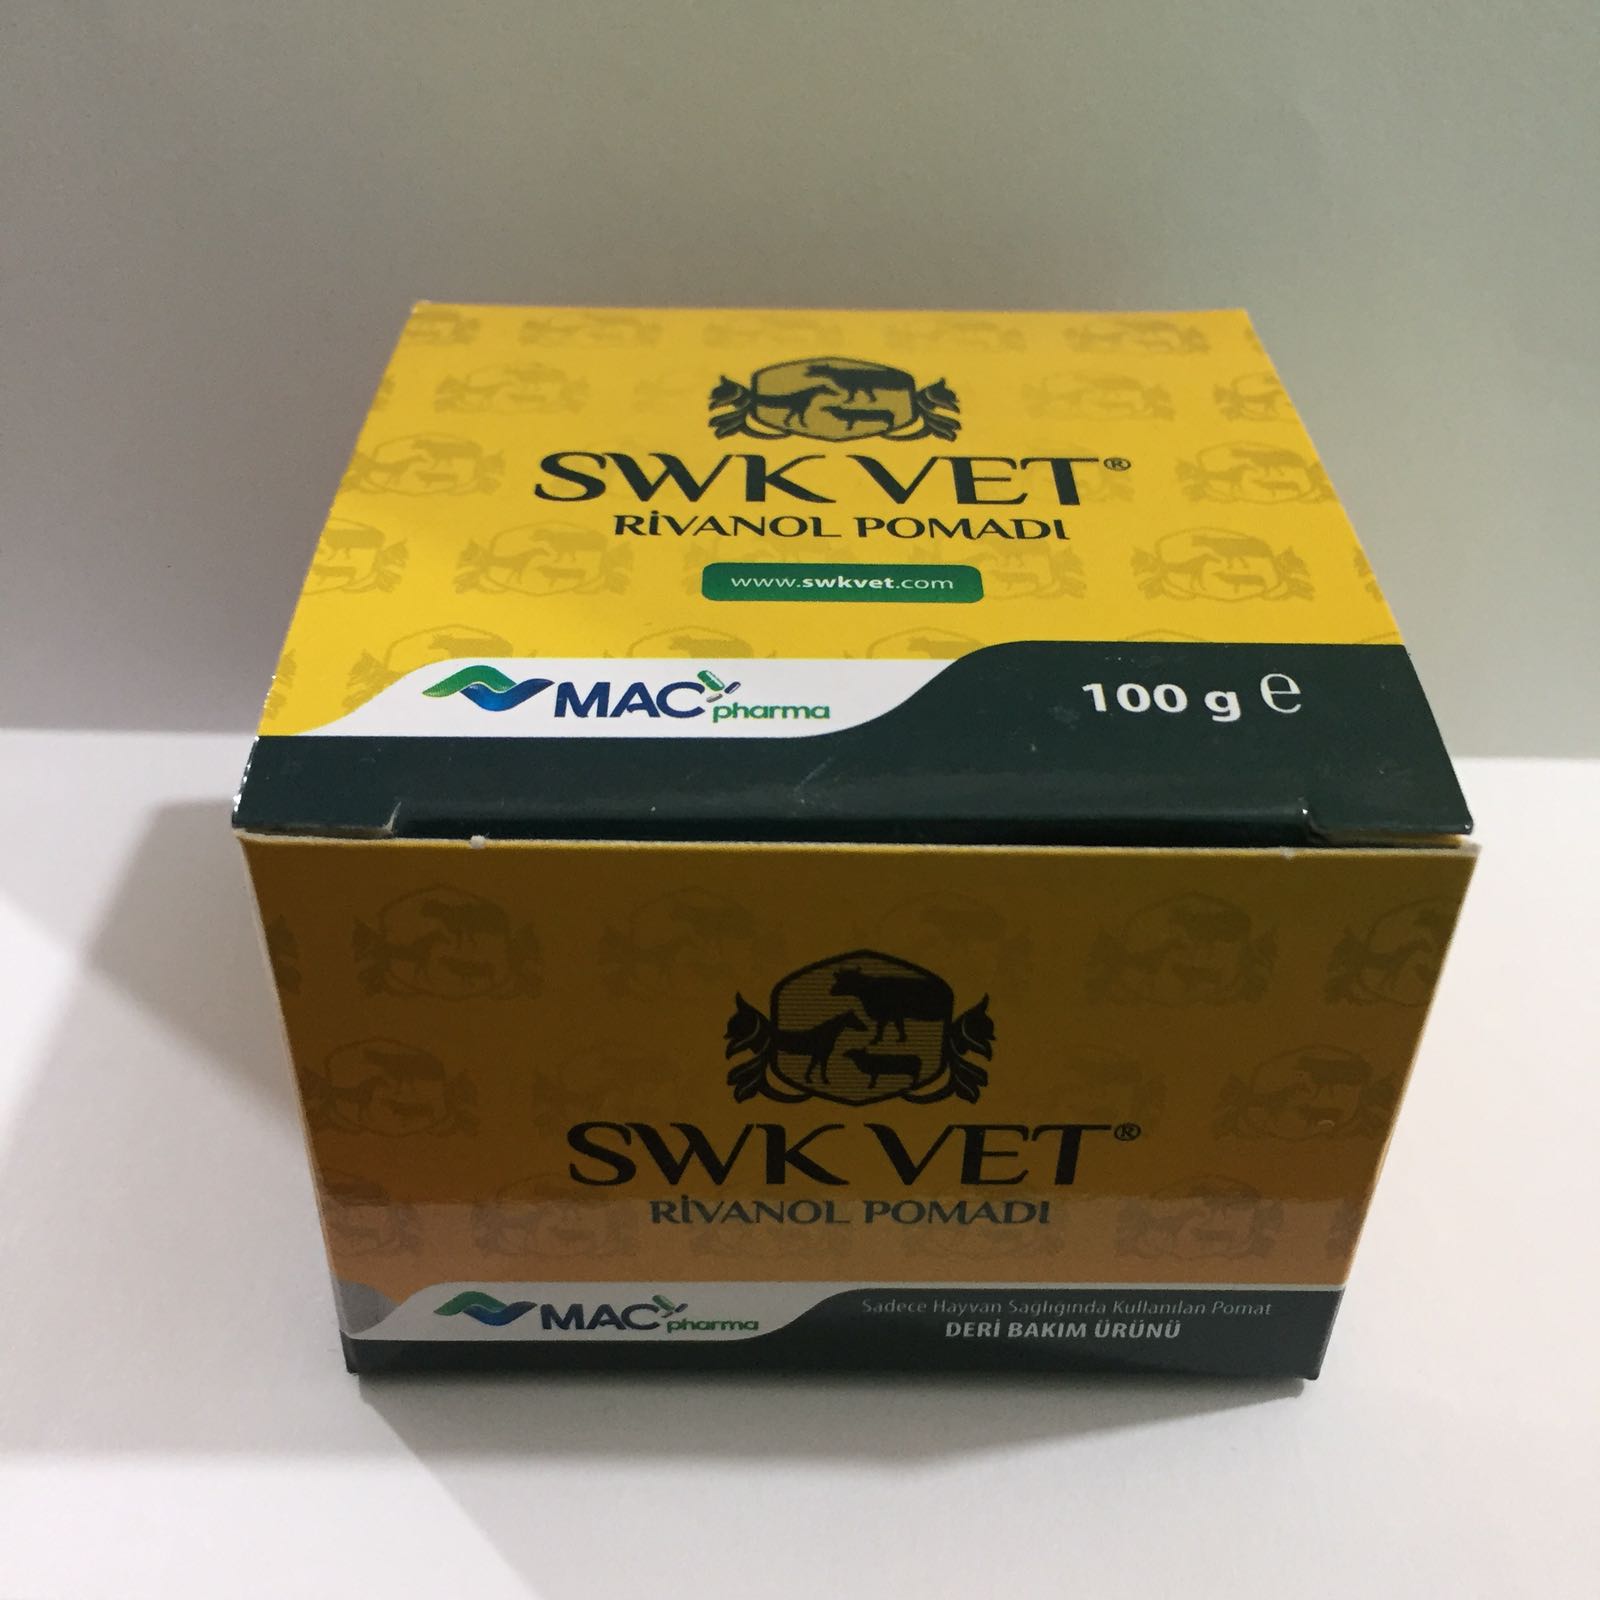 SWK VET®
RİVANOL POMADI
www.swkvet.com
MAC pharma
100 g ℮
SWK VET®
RİVANOL POMADI
MAC pharma
Sadece Hayvan Sağlığında Kullanılan Pomat
DERİ BAKIM ÜRÜNÜ